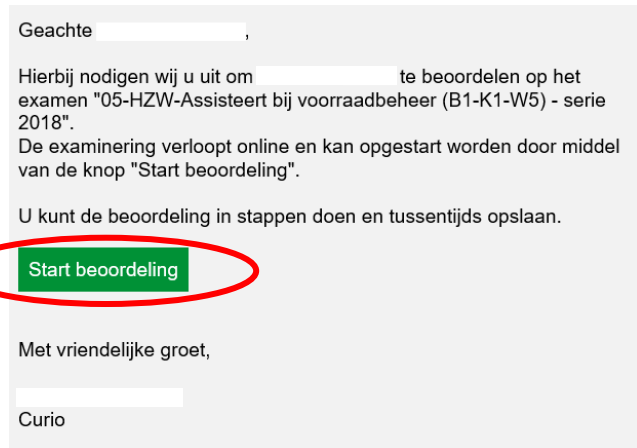 Geachte ,
Hierbij nodigen wij u uit om te beoordelen op het
examen "05-HZW-Assisteert bij voorraadbeheer (B1-K1-W5) - serie
2018".
De examinering verloopt online en kan opgestart worden door middel
van de knop "Start beoordeling".
U kunt de beoordeling in stappen doen en tussentijds opslaan.
Start beoordeling
Met vriendelijke groet,
Curio